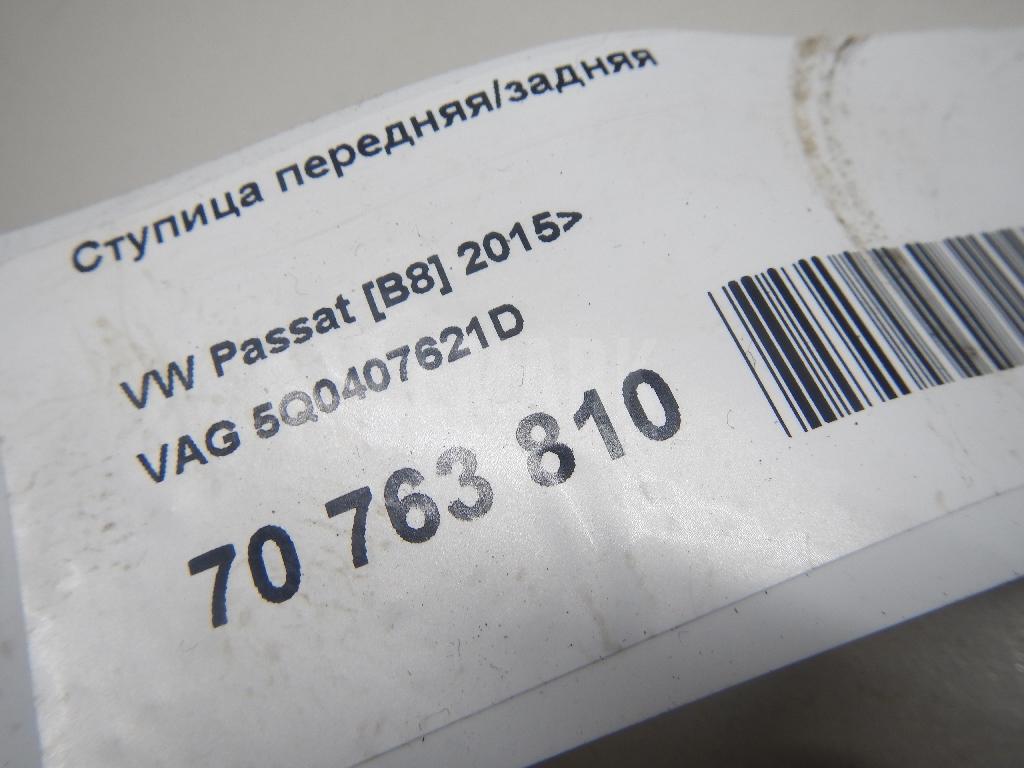 Ступица передняя/задняя
VW Passat [B8] 2015>
VAG 5Q0407621D
70 763 810